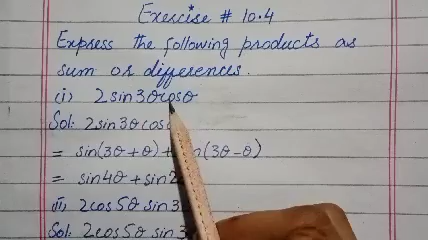 Exercise # 10.4
Express the following products as
sum or differences.
(i) 2sin3θcosθ
Sol: 2sin3θcos
= sin(3θ+θ)+ (3θ-θ)
= sin4θ+sin2
(ii) 2cos5θ sin3
Sol: 2cos5θ sin3